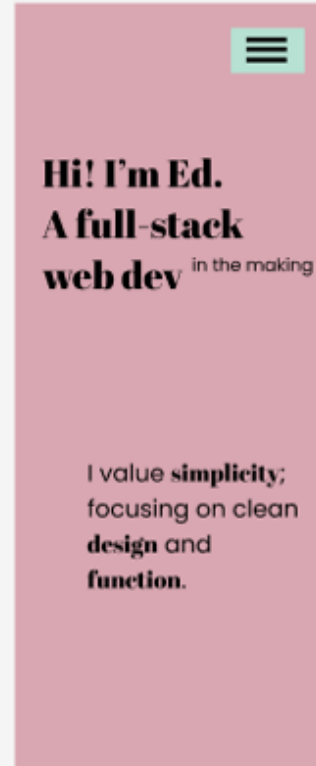 Hi! I’m Ed.
A full-stack
web dev in the making
I value simplicity;
focusing on clean
design and
function.